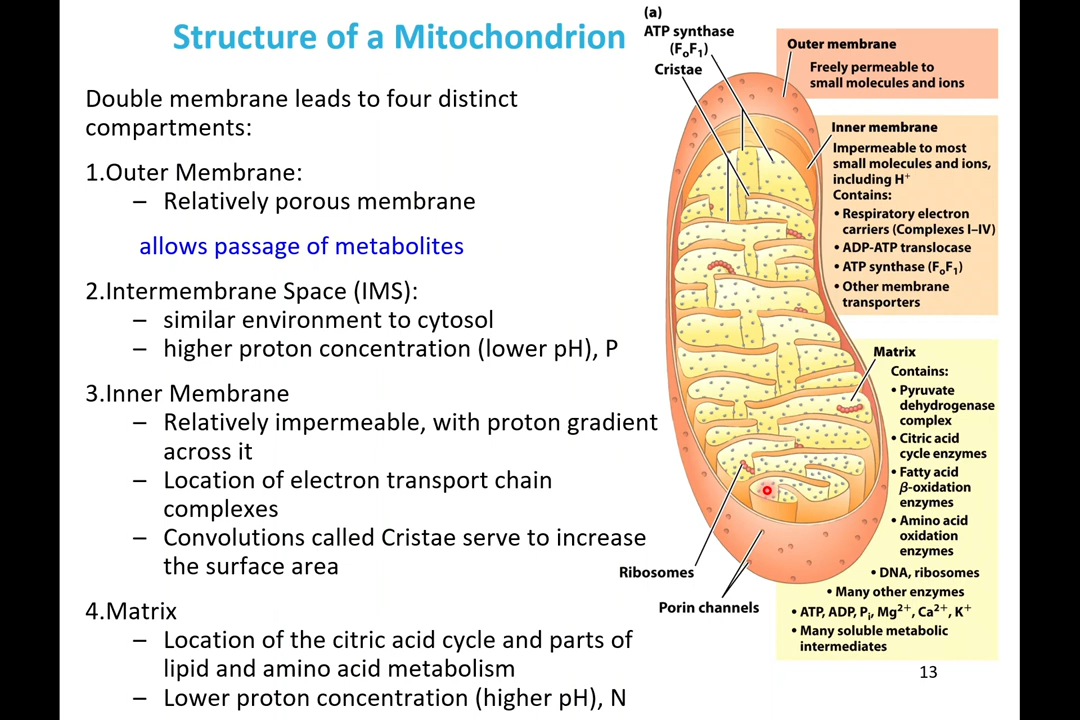 Structure of a Mitochondrion
Double membrane leads to four distinct
compartments:
1.Outer Membrane:
– Relatively porous membrane
allows passage of metabolites
2.Intermembrane Space (IMS):
– similar environment to cytosol
– higher proton concentration (lower pH), P
3.Inner Membrane
– Relatively impermeable, with proton gradient
across it
– Location of electron transport chain
complexes
– Convolutions called Cristae serve to increase
the surface area
4.Matrix
– Location of the citric acid cycle and parts of
lipid and amino acid metabolism
– Lower proton concentration (higher pH), N
(a)
ATP synthase
(FₒF₁)
Cristae
Outer membrane
Freely permeable to
small molecules and ions
Inner membrane
Impermeable to most
small molecules and ions,
including H⁺
Contains:
• Respiratory electron
carriers (Complexes I–IV)
• ADP-ATP translocase
• ATP synthase (FₒF₁)
• Other membrane
transporters
Matrix
Contains:
• Pyruvate
dehydrogenase
complex
• Citric acid
cycle enzymes
• Fatty acid
β-oxidation
enzymes
• Amino acid
oxidation
enzymes
• DNA, ribosomes
• Many other enzymes
• ATP, ADP, Pᵢ, Mg²⁺, Ca²⁺, K⁺
• Many soluble metabolic
intermediates
Ribosomes
Porin channels
13